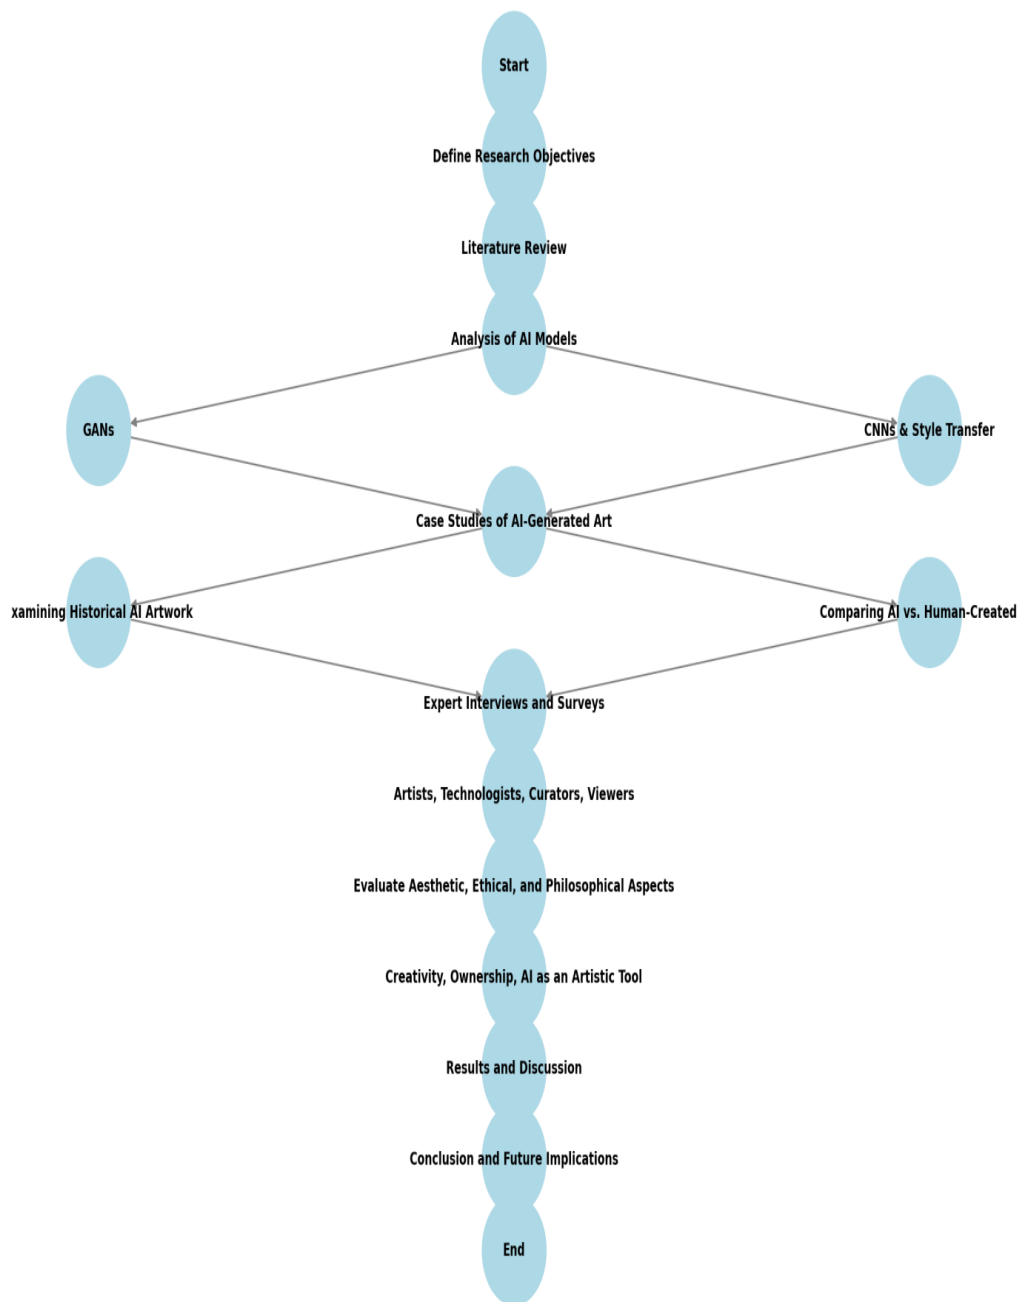 Start
Define Research Objectives
Literature Review
Analysis of AI Models
GANs
CNNs & Style Transfer
Case Studies of AI-Generated Art
xamining Historical AI Artwork
Comparing AI vs. Human-Created
Expert Interviews and Surveys
Artists, Technologists, Curators, Viewers
Evaluate Aesthetic, Ethical, and Philosophical Aspects
Creativity, Ownership, AI as an Artistic Tool
Results and Discussion
Conclusion and Future Implications
End